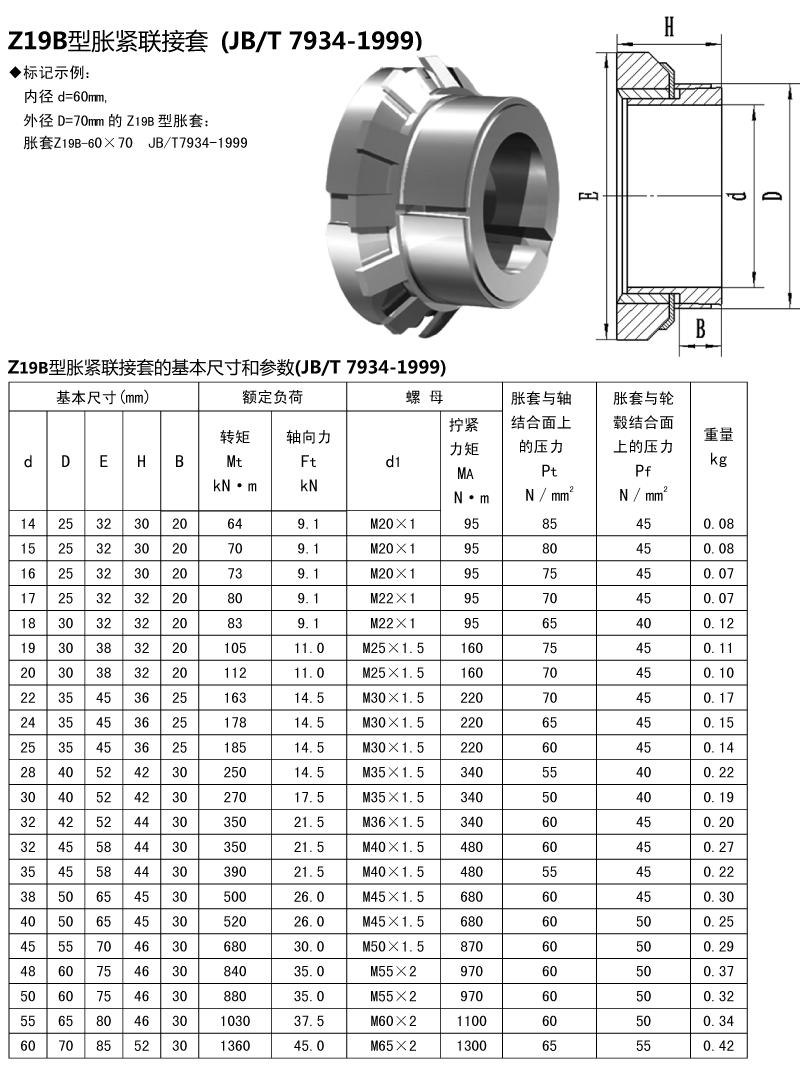 Z19B型胀紧联接套 (JB/T 7934-1999)
◆标记示例：
内径 d=60mm,
外径 D=70mm 的 Z19B 型胀套：
胀套Z19B-60×70 JB/T7934-1999
H
E
d
D
B
Z19B型胀紧联接套的基本尺寸和参数(JB/T 7934-1999)
基本尺寸(mm) 额定负荷 螺 母 胀套与轴结合面上的压力 Pt N/mm² 胀套与轮毂结合面上的压力 Pf N/mm² 重量 kg
d D E H B 转矩 Mt kN·m 轴向力 Ft kN d1 拧紧力矩 MA N·m
14 25 32 30 20 64 9.1 M20×1 95 85 45 0.08
15 25 32 30 20 70 9.1 M20×1 95 80 45 0.08
16 25 32 30 20 73 9.1 M20×1 95 75 45 0.07
17 25 32 32 20 80 9.1 M22×1 95 70 45 0.07
18 30 32 32 20 83 9.1 M22×1 95 65 40 0.12
19 30 38 32 20 105 11.0 M25×1.5 160 75 45 0.11
20 30 38 32 20 112 11.0 M25×1.5 160 70 45 0.10
22 35 45 36 25 163 14.5 M30×1.5 220 70 45 0.17
24 35 45 36 25 178 14.5 M30×1.5 220 65 45 0.15
25 35 45 36 25 185 14.5 M30×1.5 220 60 45 0.14
28 40 52 42 30 250 14.5 M35×1.5 340 55 40 0.22
30 40 52 42 30 270 17.5 M35×1.5 340 50 40 0.19
32 42 52 44 30 350 21.5 M36×1.5 340 60 45 0.20
32 45 58 44 30 350 21.5 M40×1.5 480 60 45 0.27
35 45 58 44 30 390 21.5 M40×1.5 480 55 45 0.22
38 50 65 45 30 500 26.0 M45×1.5 680 60 45 0.30
40 50 65 45 30 520 26.0 M45×1.5 680 60 50 0.25
45 55 70 46 30 680 30.0 M50×1.5 870 60 50 0.29
48 60 75 46 30 840 35.0 M55×2 970 60 50 0.37
50 60 75 46 30 880 35.0 M55×2 970 60 50 0.32
55 65 80 46 30 1030 37.5 M60×2 1100 60 50 0.34
60 70 85 52 30 1360 45.0 M65×2 1300 65 55 0.42